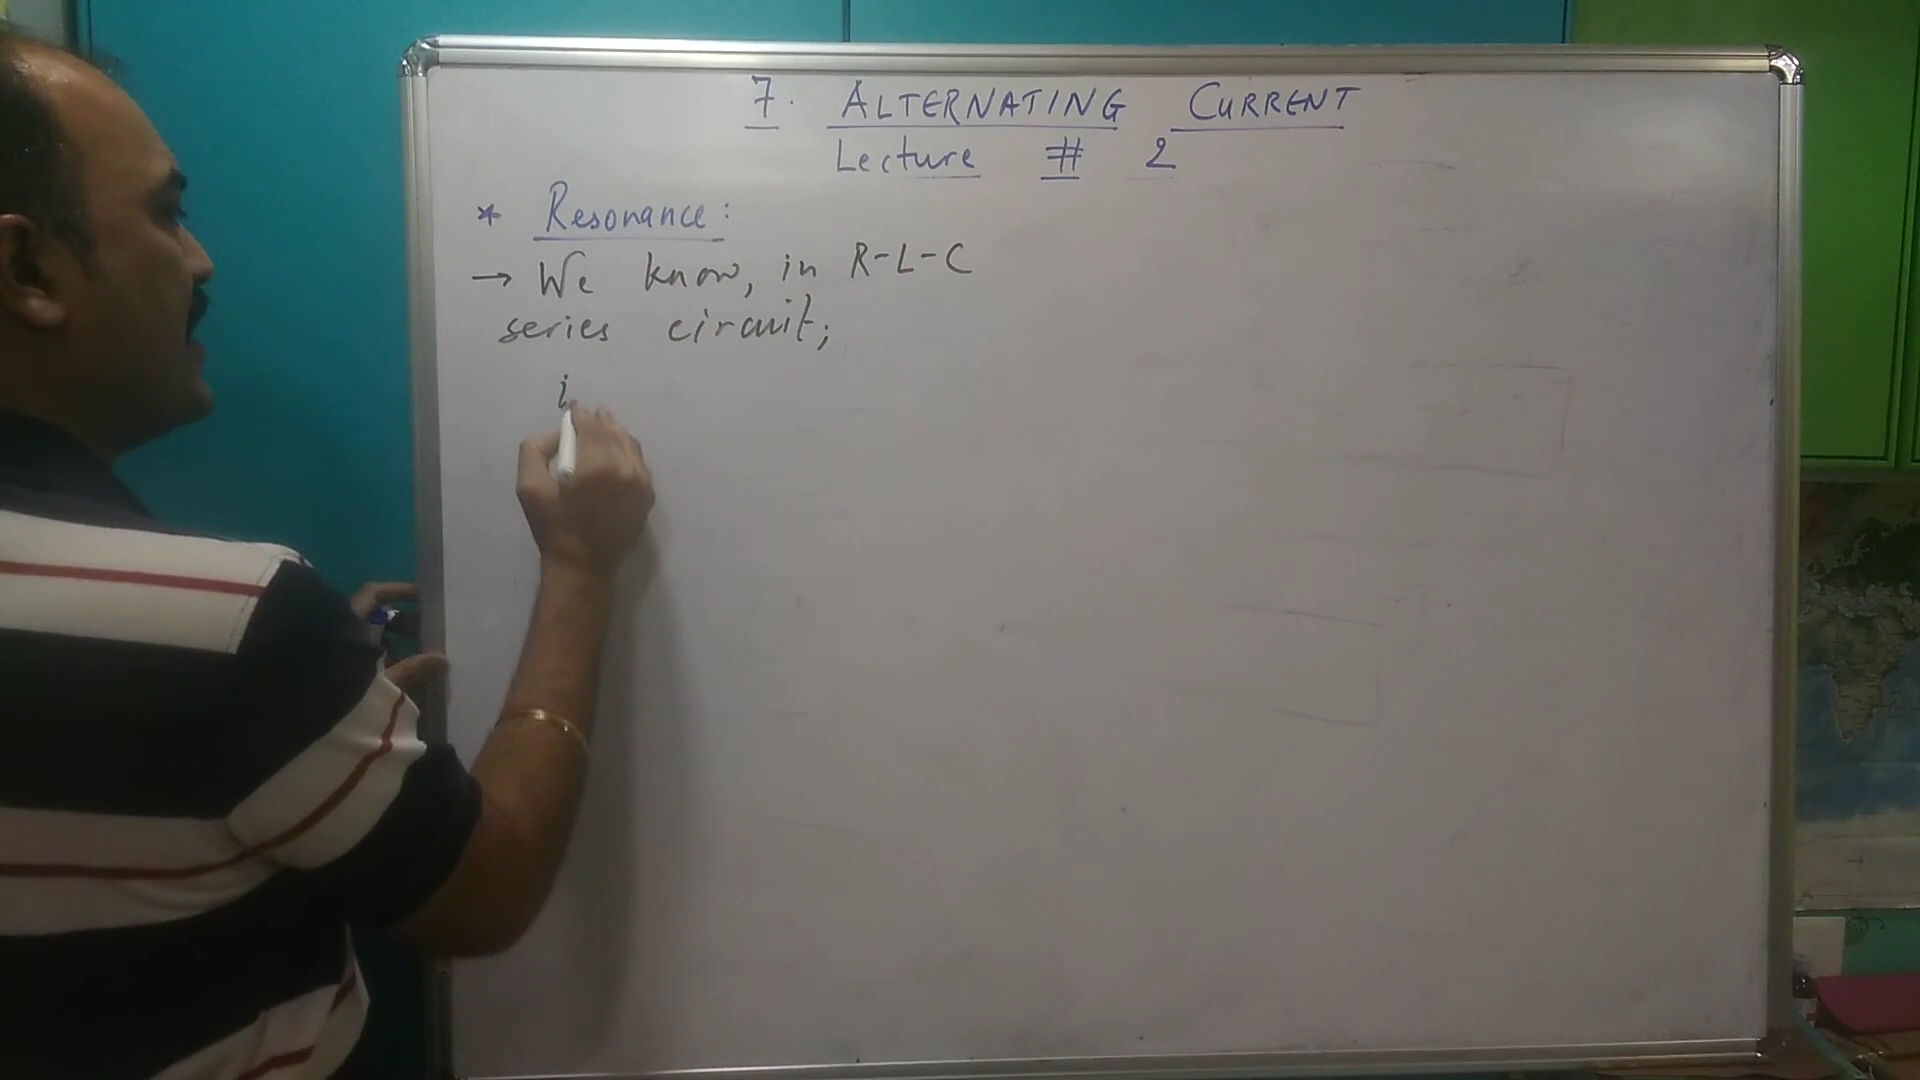 7. ALTERNATING CURRENT
Lecture # 2
* Resonance:
→ We know, in R-L-C
series circuit;
i